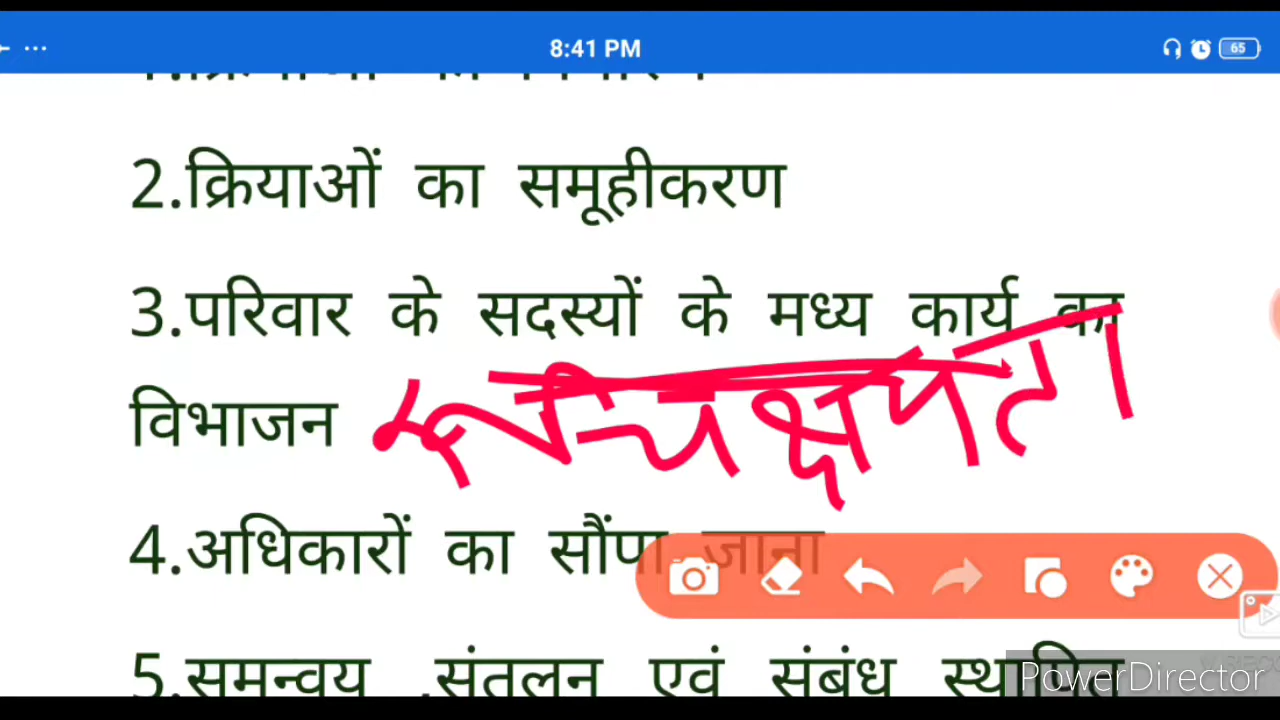 8:41 PM
65
2.क्रियाओं का समूहीकरण
3.परिवार के सदस्यों के मध्य कार्य का
विभाजन
4.अधिकारों का सौंपा जाना
5.समन्वय ,संतुलन एवं संबंध स्थापित
PowerDirector